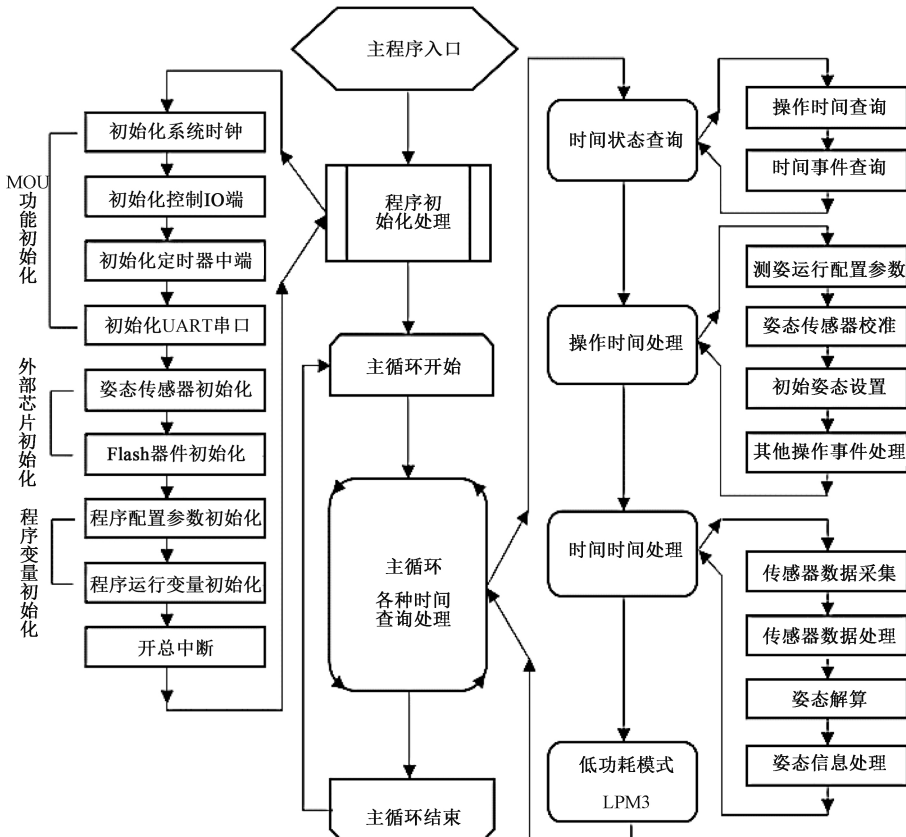 主程序入口
程序初
始化处理
主循环开始
主循环
各种时间
查询处理
主循环结束
MOU
功能初始化
初始化系统时钟
初始化控制IO端
初始化定时器中端
初始化UART串口
外部芯片初始化
姿态传感器初始化
Flash器件初始化
程序变量初始化
程序配置参数初始化
程序运行变量初始化
开总中断
时间状态查询
操作时间查询
时间事件查询
操作时间处理
测姿运行配置参数
姿态传感器校准
初始姿态设置
其他操作事件处理
时间时间处理
传感器数据采集
传感器数据处理
姿态解算
姿态信息处理
低功耗模式
LPM3